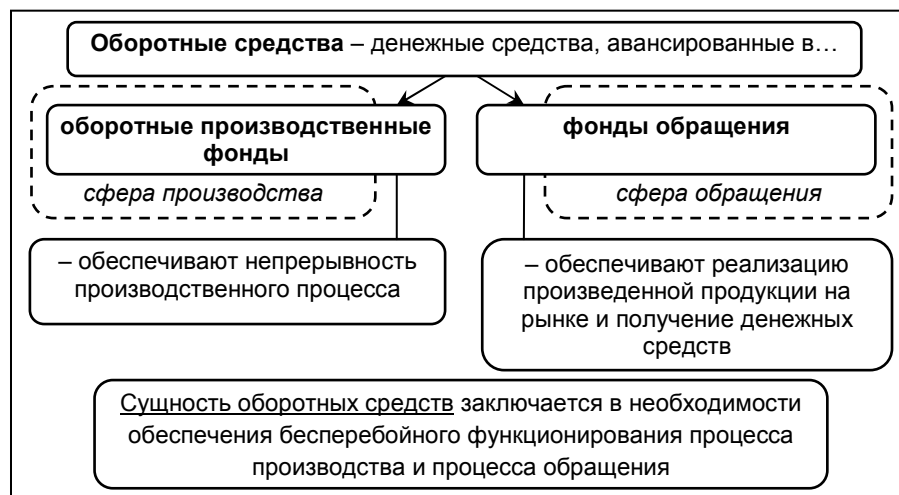 Оборотные средства – денежные средства, авансированные в…
оборотные производственные
фонды
сфера производства
фонды обращения
сфера обращения
– обеспечивают непрерывность
производственного процесса
– обеспечивают реализацию
произведенной продукции на
рынке и получение денежных
средств
Сущность оборотных средств заключается в необходимости
обеспечения бесперебойного функционирования процесса
производства и процесса обращения